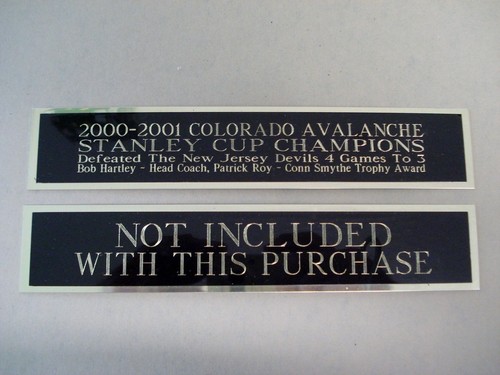 2000-2001 COLORADO AVALANCHE
STANLEY CUP CHAMPIONS
Defeated The New Jersey Devils 4 Games To 3
Bob Hartley - Head Coach, Patrick Roy - Conn Smythe Trophy Award
NOT INCLUDED
WITH THIS PURCHASE